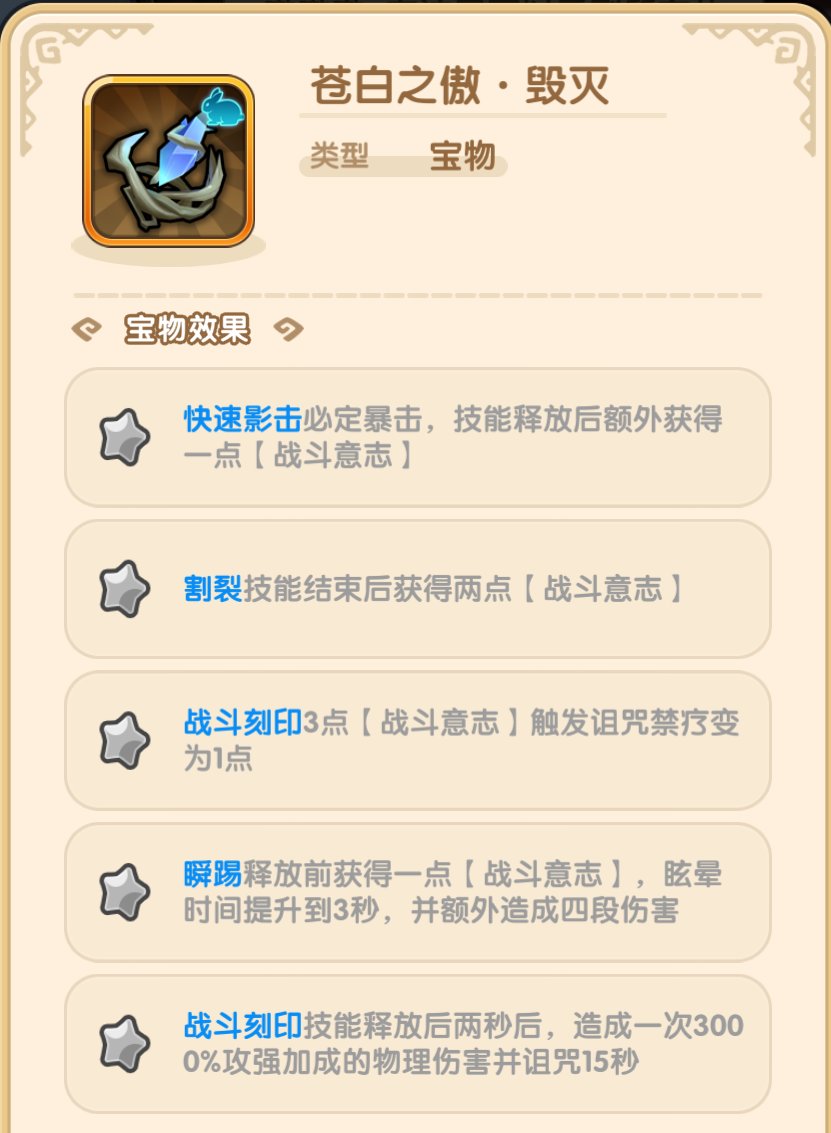 苍白之傲·毁灭
类型 宝物
宝物效果
快速影击必定暴击，技能释放后额外获得
一点【战斗意志】
割裂技能结束后获得两点【战斗意志】
战斗刻印3点【战斗意志】触发诅咒禁疗变
为1点
瞬踢释放前获得一点【战斗意志】，眩晕
时间提升到3秒，并额外造成四段伤害
战斗刻印技能释放后两秒后，造成一次300
0%攻强加成的物理伤害并诅咒15秒